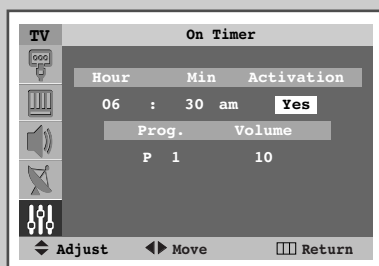 TV On Timer
Hour Min Activation
06 : 30 am Yes
Prog. Volume
P 1 10
Adjust Move Return